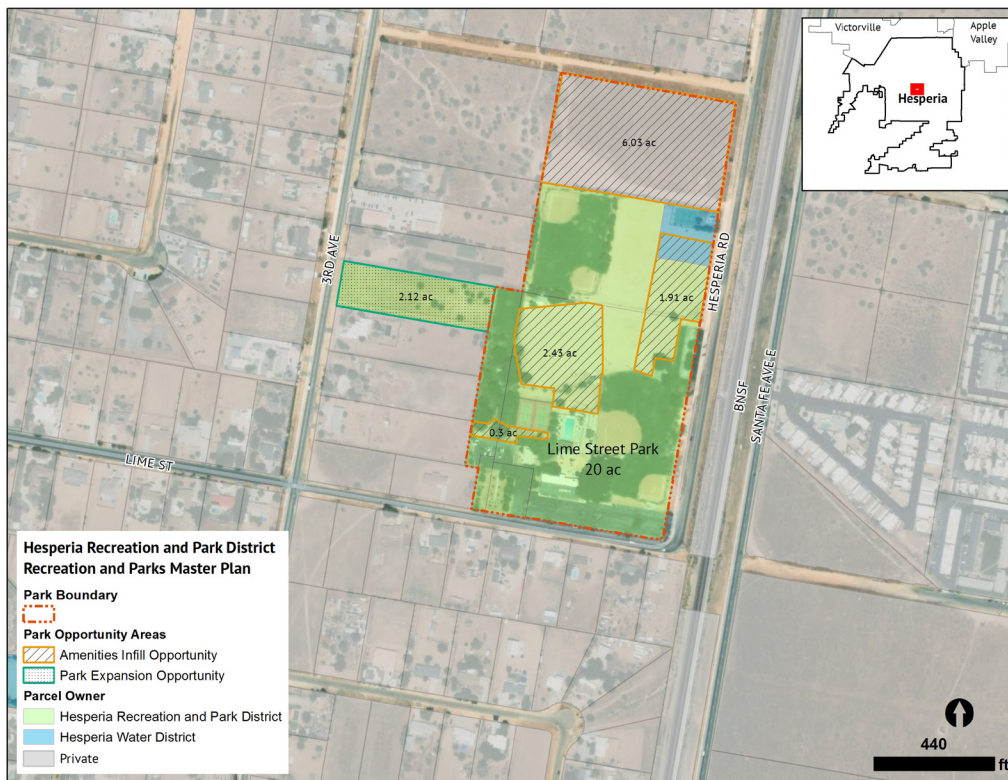 Victorville
Apple
Valley
Hesperia
6.03 ac
3RD AVE
HESPERIA RD
2.12 ac
1.91 ac
2.43 ac
BNSF
SANTA FE AVE E
0.3 ac
Lime Street Park
20 ac
LIME ST
Hesperia Recreation and Park District
Recreation and Parks Master Plan
Park Boundary
Park Opportunity Areas
Amenities Infill Opportunity
Park Expansion Opportunity
Parcel Owner
Hesperia Recreation and Park District
Hesperia Water District
Private
440
ft